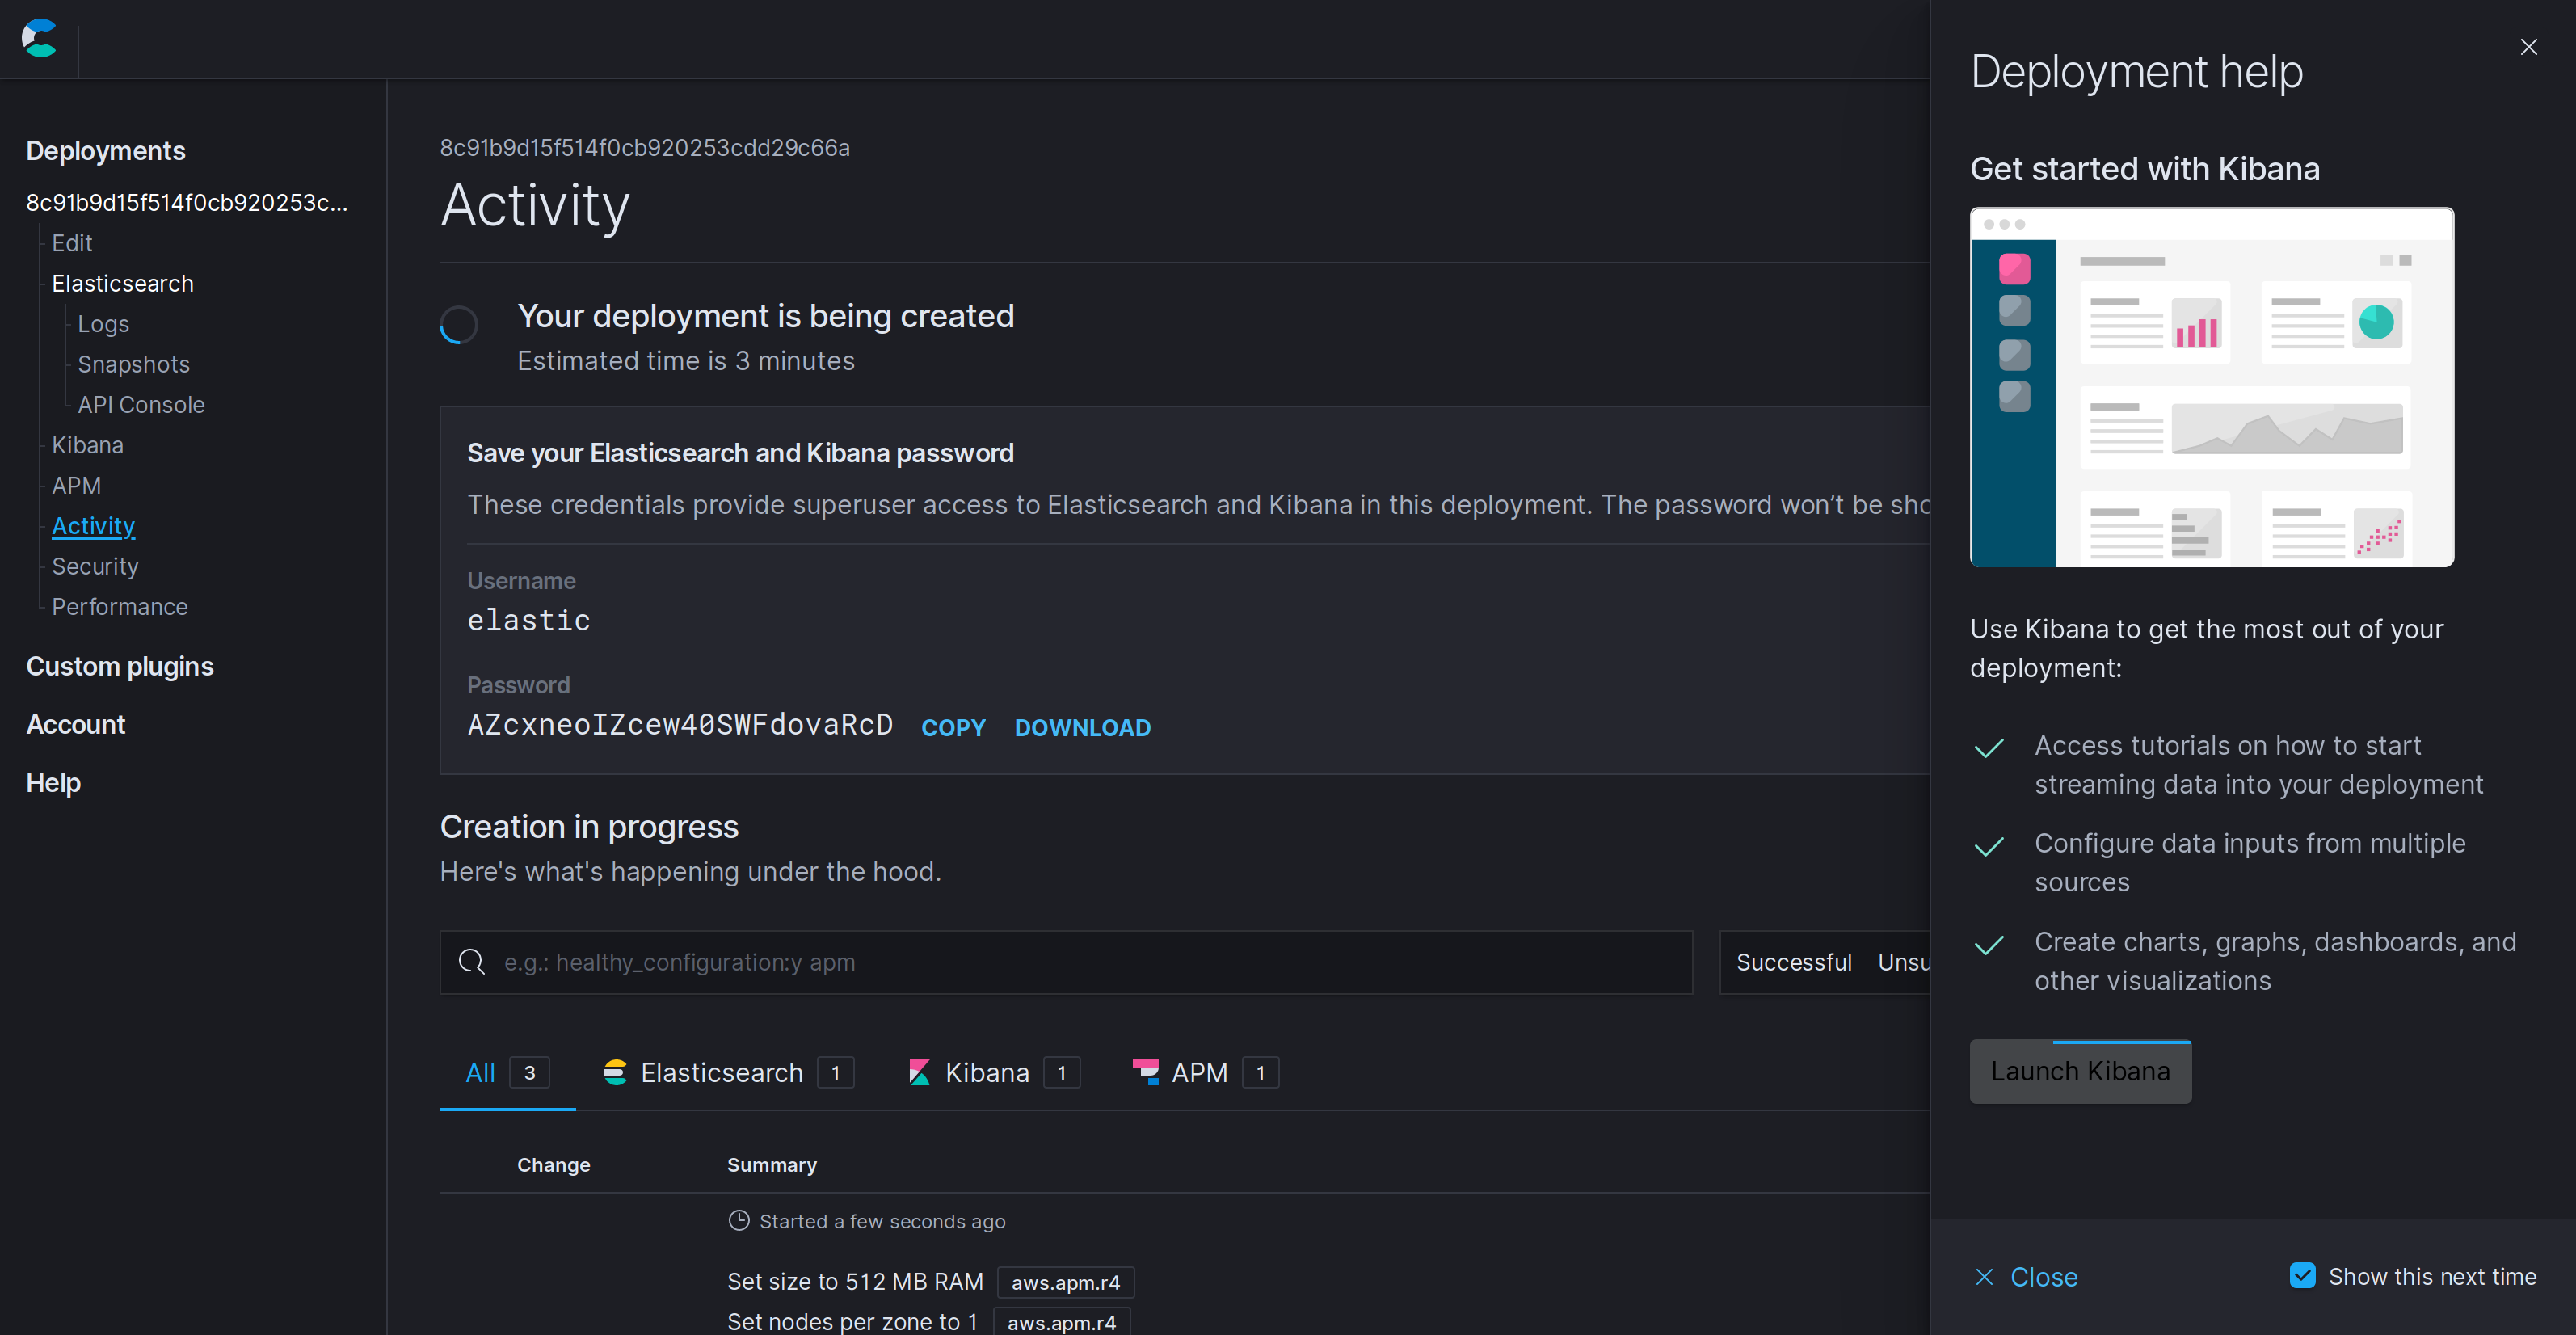 Deployments
8c91b9d15f514f0cb920253c...
Edit
Elasticsearch
Logs
Snapshots
API Console
Kibana
APM
Activity
Security
Performance
Custom plugins
Account
Help
8c91b9d15f514f0cb920253cdd29c66a
Activity
Your deployment is being created
Estimated time is 3 minutes
Save your Elasticsearch and Kibana password
These credentials provide superuser access to Elasticsearch and Kibana in this deployment. The password won’t be sho
Username
elastic
Password
AZcxneoIZcew40SWFdovaRcD COPY DOWNLOAD
Creation in progress
Here's what's happening under the hood.
e.g.: healthy_configuration:y apm
Successful Unsu
All 3 Elasticsearch 1 Kibana 1 APM 1
Change Summary
Started a few seconds ago
Set size to 512 MB RAM aws.apm.r4
Set nodes per zone to 1 aws.apm.r4
Deployment help
Get started with Kibana
Use Kibana to get the most out of your
deployment:
Access tutorials on how to start
streaming data into your deployment
Configure data inputs from multiple
sources
Create charts, graphs, dashboards, and
other visualizations
Launch Kibana
Close Show this next time